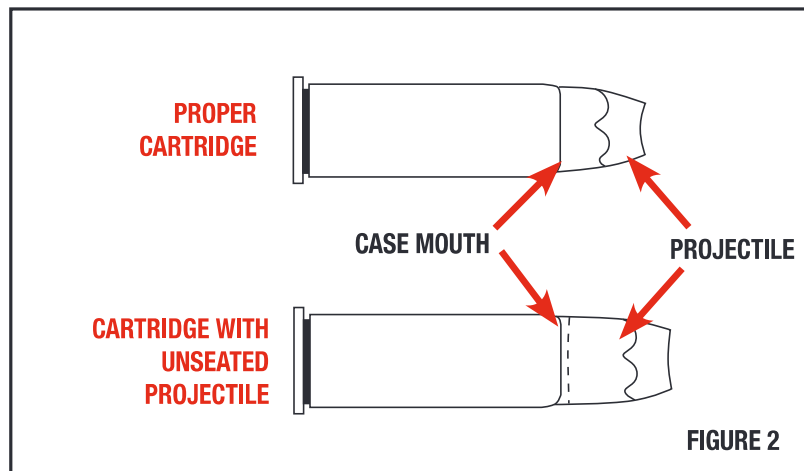 PROPER
CARTRIDGE
CASE MOUTH
PROJECTILE
CARTRIDGE WITH
UNSEATED
PROJECTILE
FIGURE 2